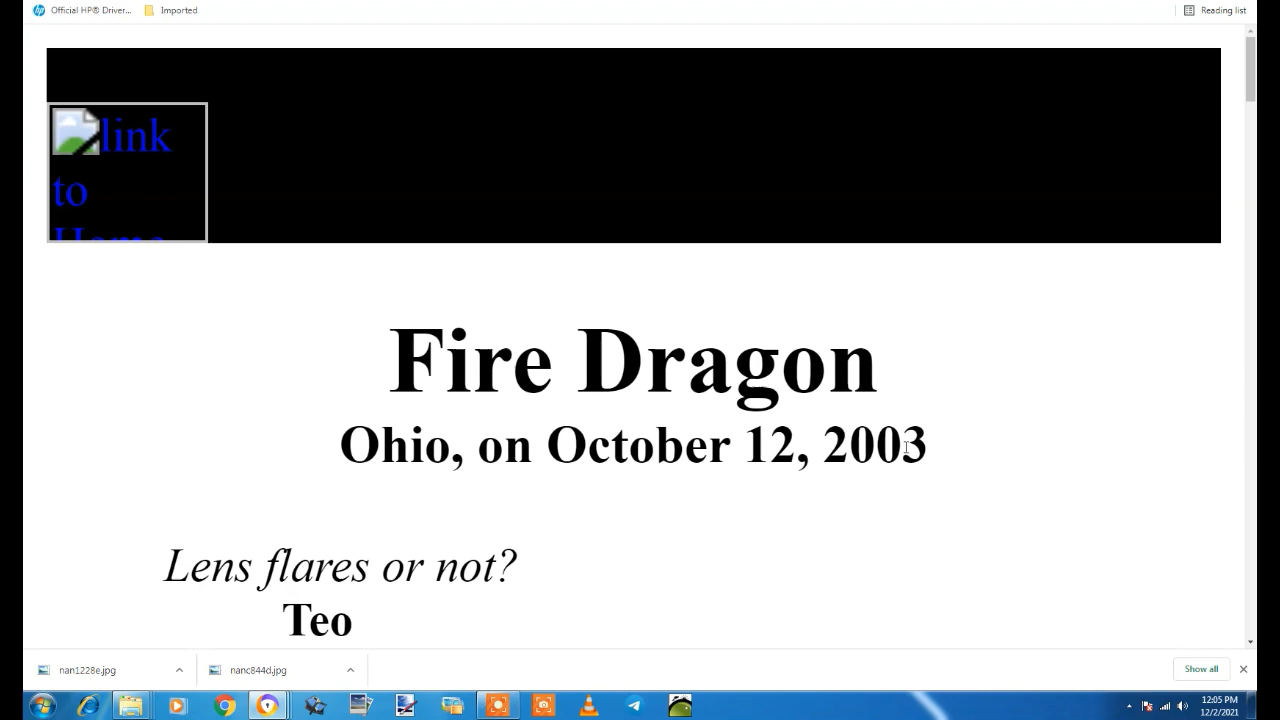 Official HP® Driver...
Imported
Reading list
link
to
Home
Fire Dragon
Ohio, on October 12, 2003
Lens flares or not?
Teo
nan1228e.jpg
nanc844d.jpg
Show all
12:05 PM
12/2/2021